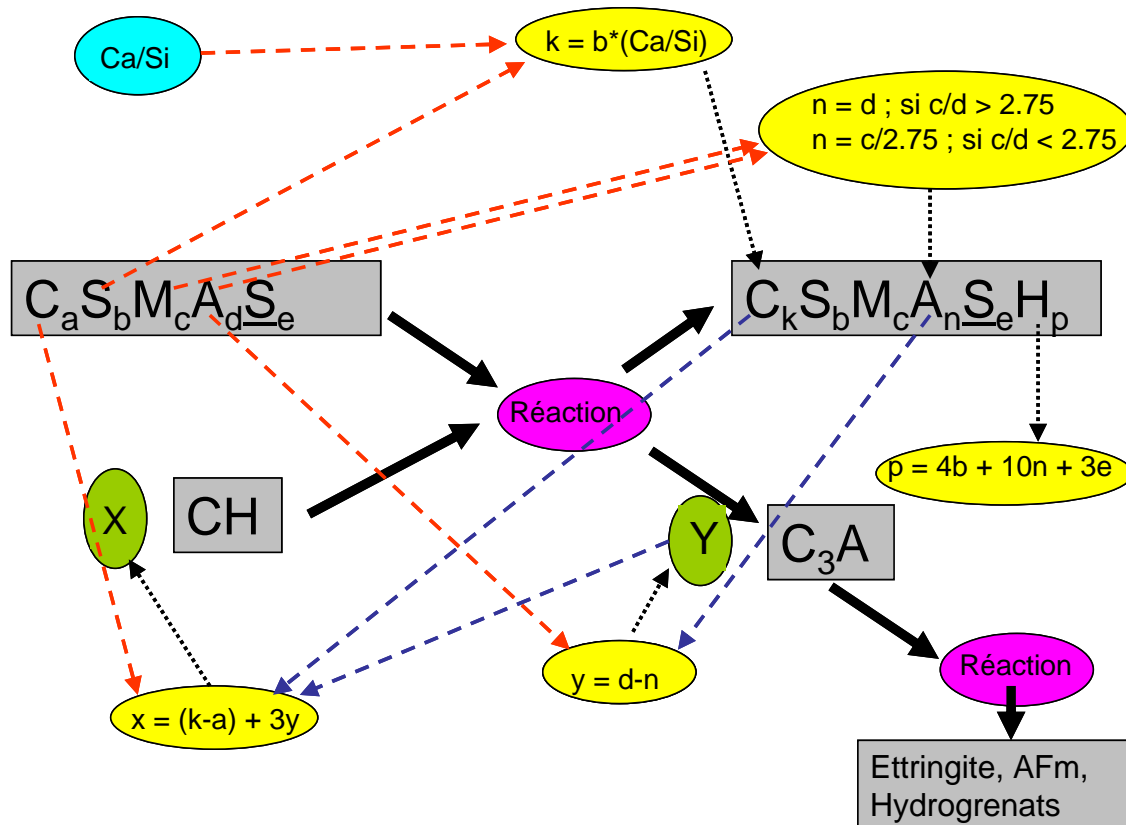 Ca/Si
k = b*(Ca/Si)
n = d ; si c/d > 2.75
n = c/2.75 ; si c/d < 2.75
CaSbMcAdSe
CkSbMcAnSeHp
Réaction
p = 4b + 10n + 3e
X
CH
Y
C3A
y = d-n
Réaction
x = (k-a) + 3y
Ettringite, AFm,
Hydrogrenats